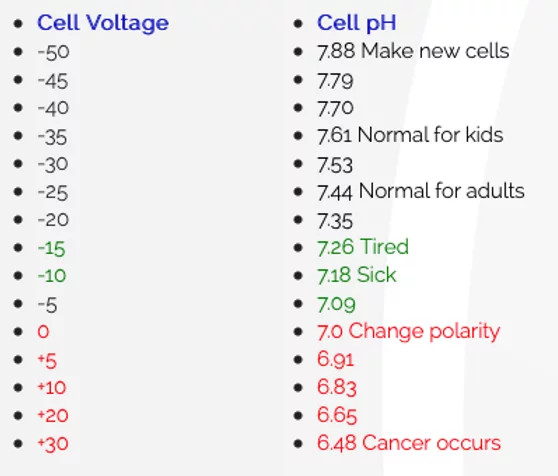 Cell Voltage Cell pH
-50 7.88 Make new cells
-45 7.79
-40 7.70
-35 7.61 Normal for kids
-30 7.53
-25 7.44 Normal for adults
-20 7.35
-15 7.26 Tired
-10 7.18 Sick
-5 7.09
0 7.0 Change polarity
+5 6.91
+10 6.83
+20 6.65
+30 6.48 Cancer occurs